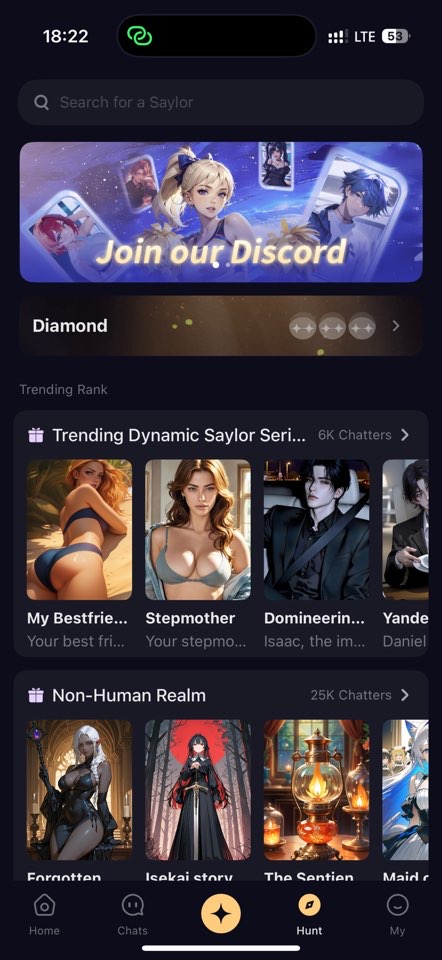 18:22
LTE
53
Search for a Saylor
Join our Discord
Diamond
Trending Rank
Trending Dynamic Saylor Seri...
6K Chatters
My Bestfrie...
Stepmother
Domineerin...
Yande
Your best fri...
Your stepmo...
Isaac, the im...
Daniel
Non-Human Realm
25K Chatters
Forgotten
Isekai story
The Sentien
Maid o
Home
Chats
Hunt
My